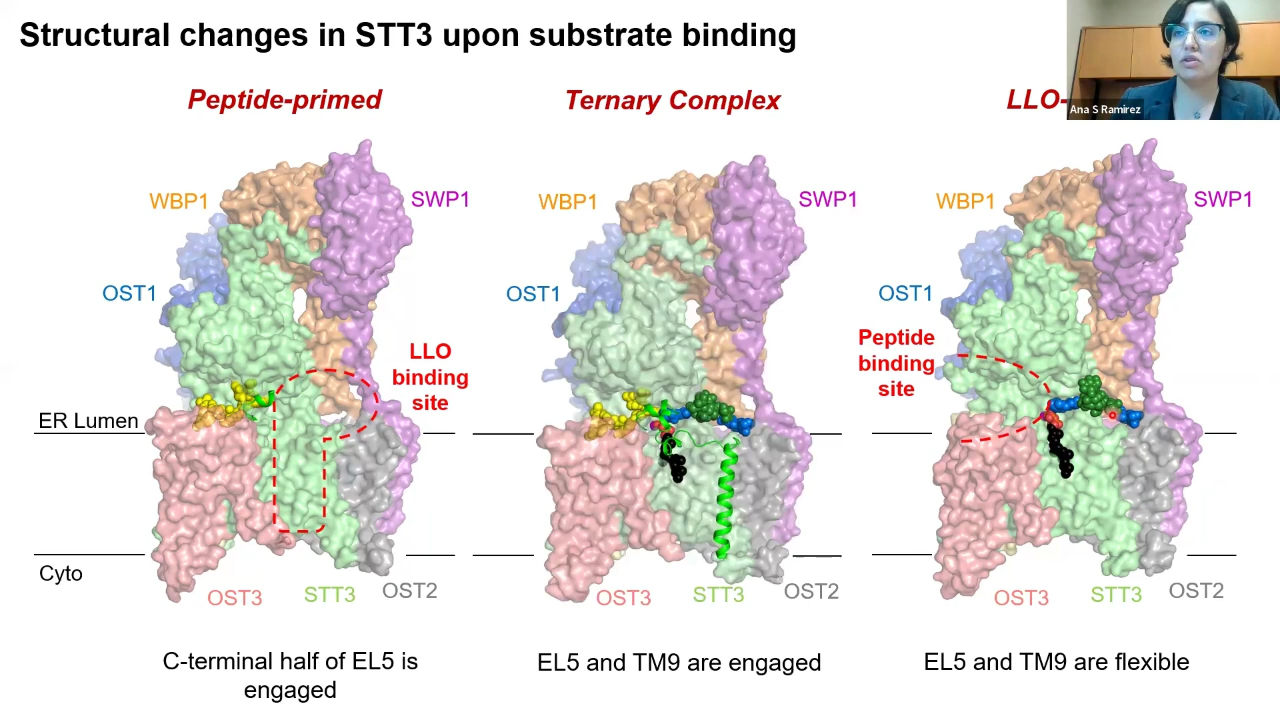 Structural changes in STT3 upon substrate binding
Ana S Ramirez
Peptide-primed
Ternary Complex
LLO-
WBP1
SWP1
OST1
LLO
binding
site
ER Lumen
Cyto
OST3
STT3
OST2
WBP1
SWP1
OST1
OST3
STT3
OST2
WBP1
SWP1
OST1
Peptide
binding
site
OST3
STT3
OST2
C-terminal half of EL5 is
engaged
EL5 and TM9 are engaged
EL5 and TM9 are flexible